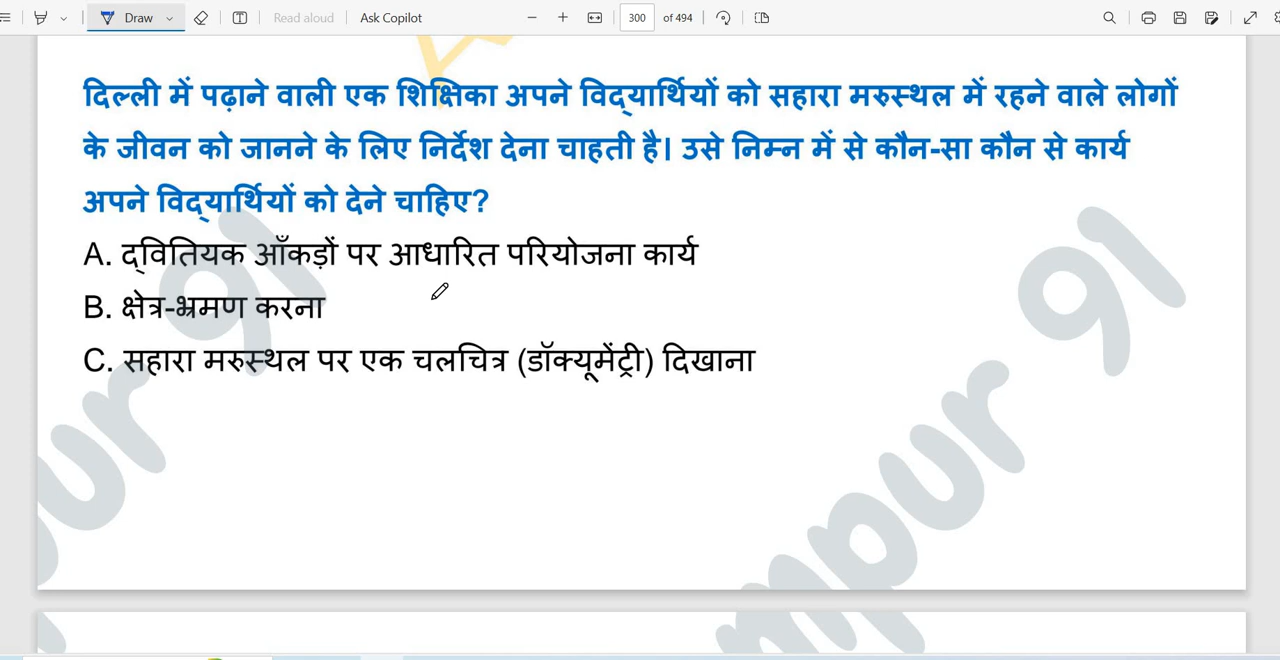 Draw
Read aloud
Ask Copilot
300 of 494
दिल्ली में पढ़ाने वाली एक शिक्षिका अपने विद्यार्थियों को सहारा मरुस्थल में रहने वाले लोगों
के जीवन को जानने के लिए निर्देश देना चाहती है। उसे निम्न में से कौन-सा कौन से कार्य
अपने विद्यार्थियों को देने चाहिए?
A. द्वितियक आँकड़ों पर आधारित परियोजना कार्य
B. क्षेत्र-भ्रमण करना
C. सहारा मरुस्थल पर एक चलचित्र (डॉक्यूमेंट्री) दिखाना